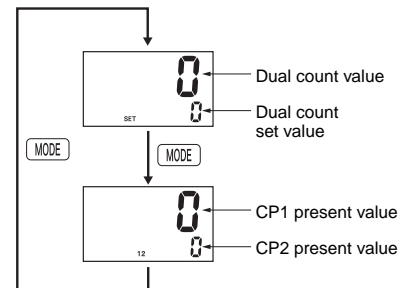 0
Dual count value
SET
0
Dual count
set value
MODE
MODE
0
CP1 present value
12
0
CP2 present value